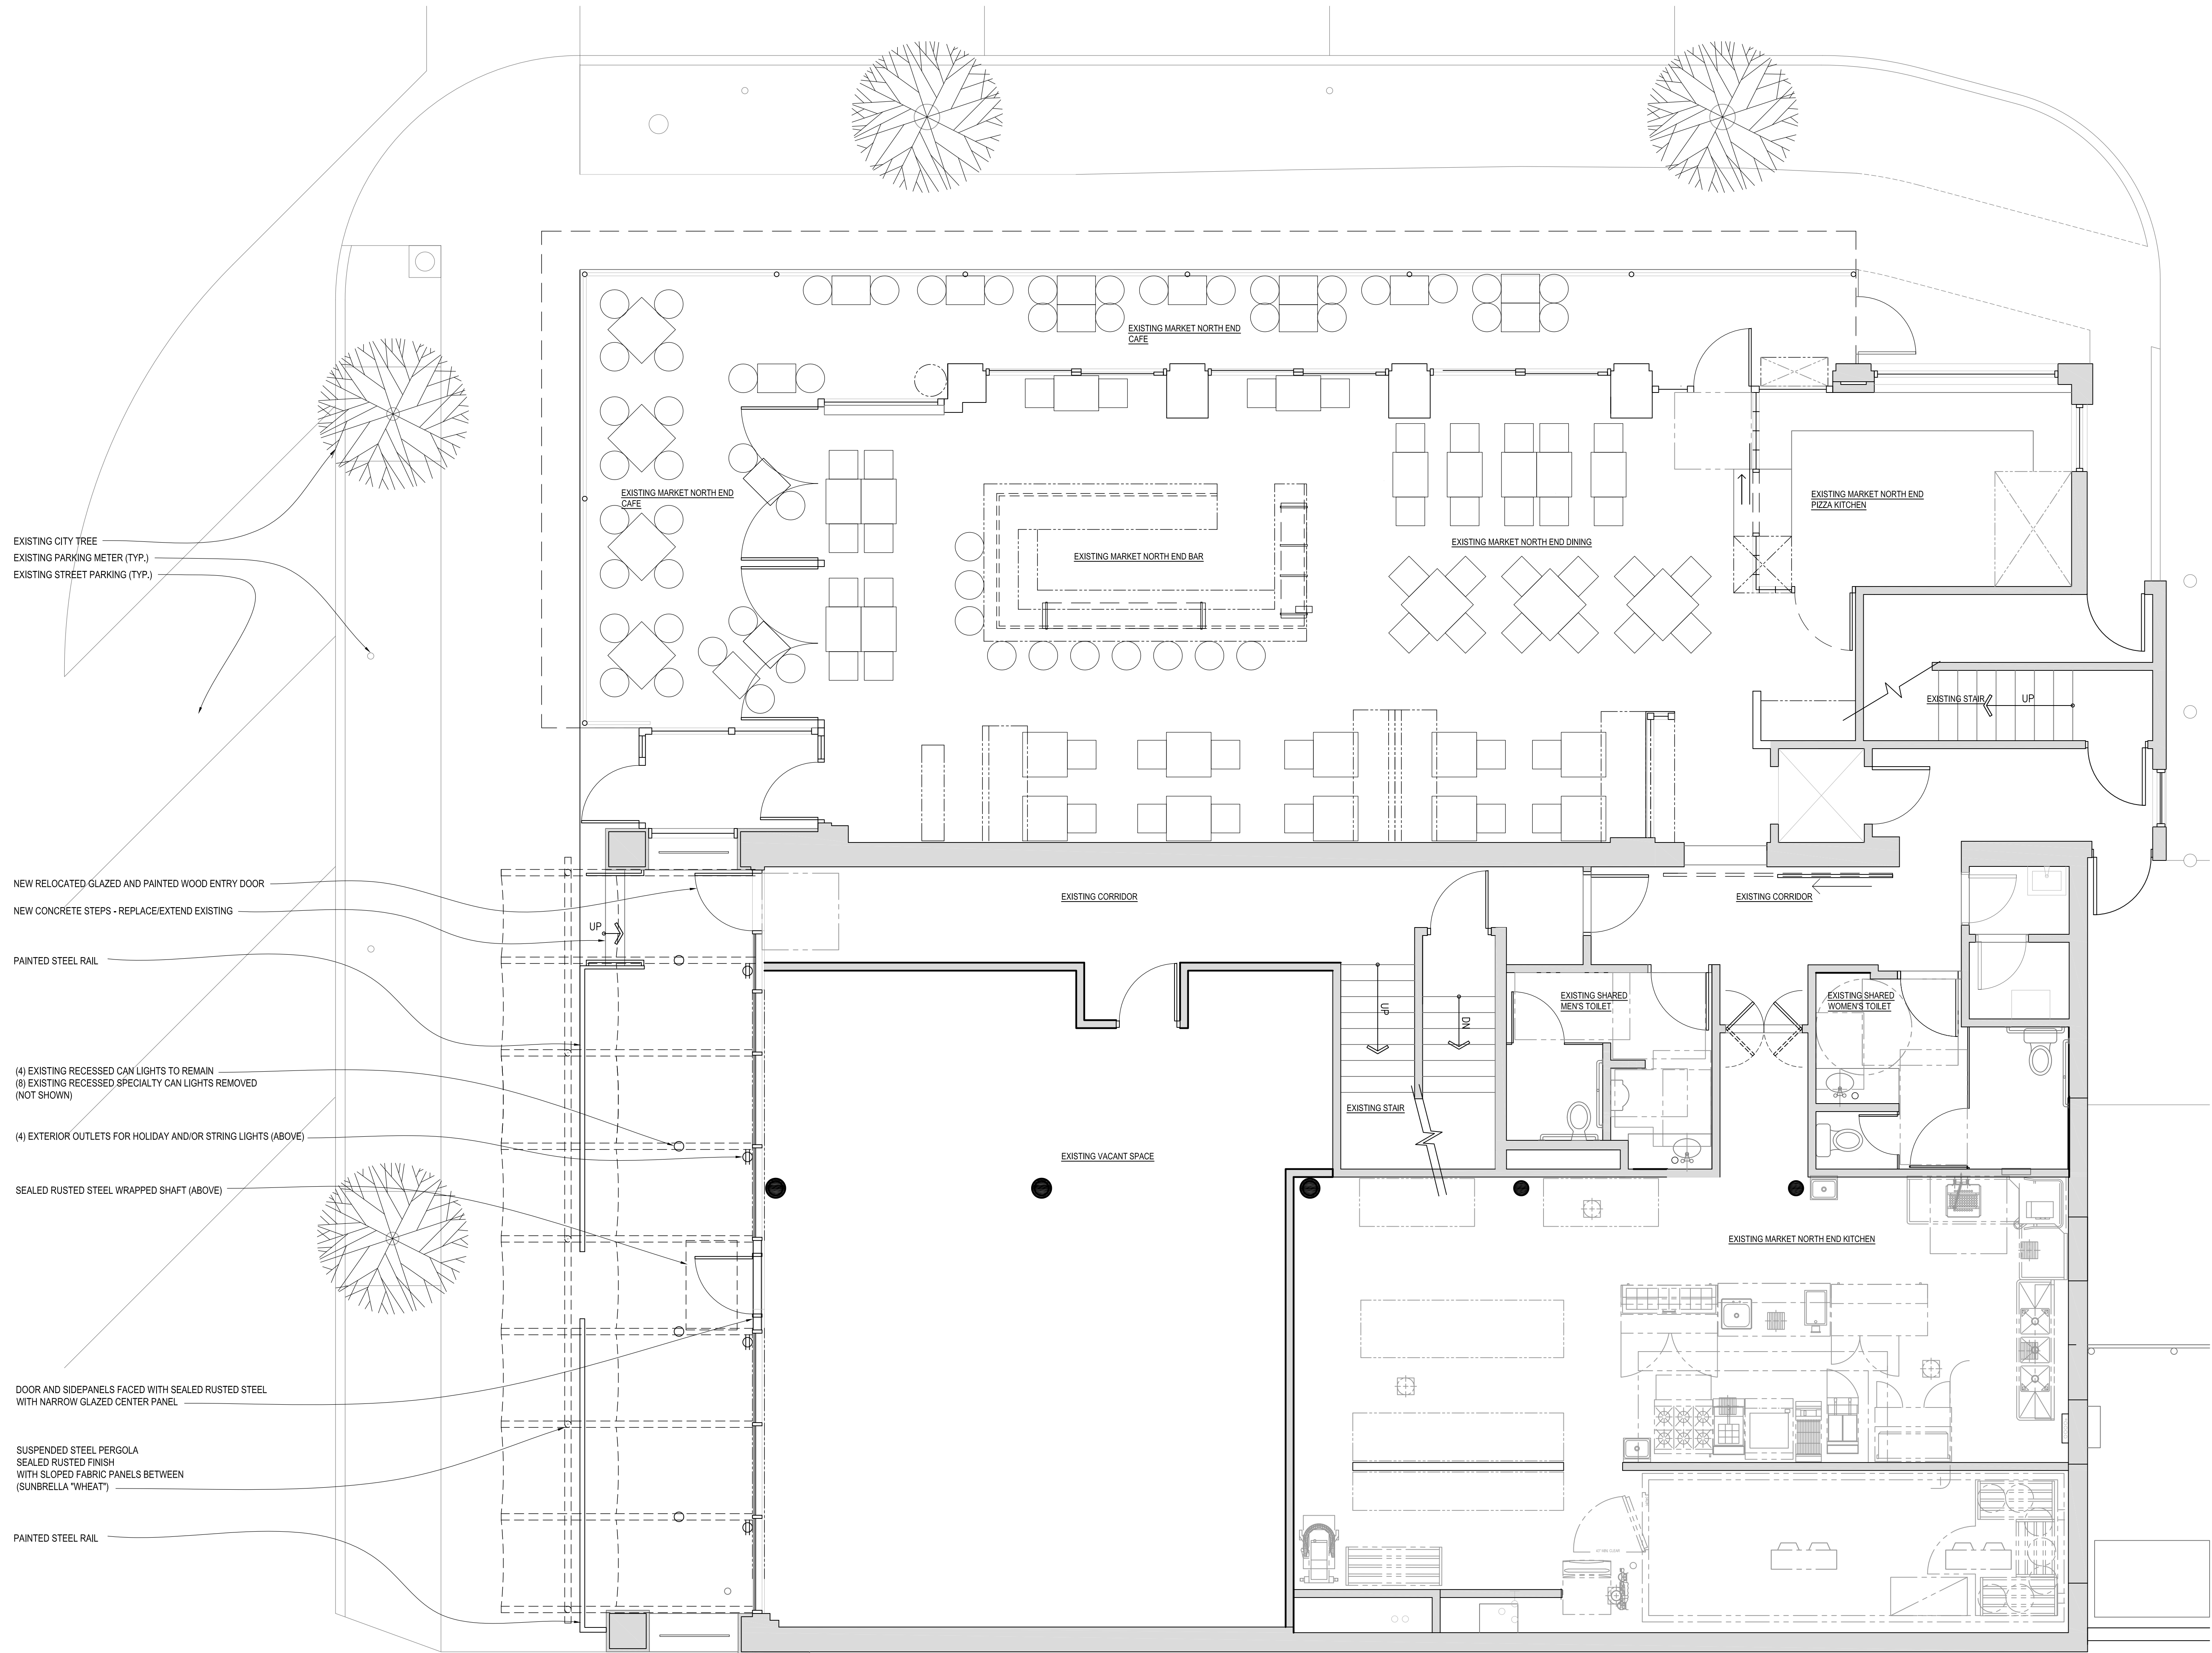 EXISTING MARKET NORTH END
CAFE
EXISTING MARKET NORTH END
CAFE
EXISTING MARKET NORTH END
PIZZA KITCHEN
EXISTING MARKET NORTH END DINING
EXISTING MARKET NORTH END BAR
EXISTING CITY TREE
EXISTING PARKING METER (TYP.)
EXISTING STREET PARKING (TYP.)
EXISTING STAIR
UP
NEW RELOCATED GLAZED AND PAINTED WOOD ENTRY DOOR
NEW CONCRETE STEPS - REPLACE/EXTEND EXISTING
UP
EXISTING CORRIDOR
EXISTING CORRIDOR
PAINTED STEEL RAIL
EXISTING SHARED
MEN'S TOILET
EXISTING SHARED
WOMEN'S TOILET
UP
DN
(4) EXISTING RECESSED CAN LIGHTS TO REMAIN
(8) EXISTING RECESSED SPECIALTY CAN LIGHTS REMOVED
(NOT SHOWN)
EXISTING STAIR
(4) EXTERIOR OUTLETS FOR HOLIDAY AND/OR STRING LIGHTS (ABOVE)
EXISTING VACANT SPACE
SEALED RUSTED STEEL WRAPPED SHAFT (ABOVE)
EXISTING MARKET NORTH END KITCHEN
DOOR AND SIDEPANELS FACED WITH SEALED RUSTED STEEL
WITH NARROW GLAZED CENTER PANEL
SUSPENDED STEEL PERGOLA
SEALED RUSTED FINISH
WITH SLOPED FABRIC PANELS BETWEEN
(SUNBRELLA "WHEAT")
PAINTED STEEL RAIL